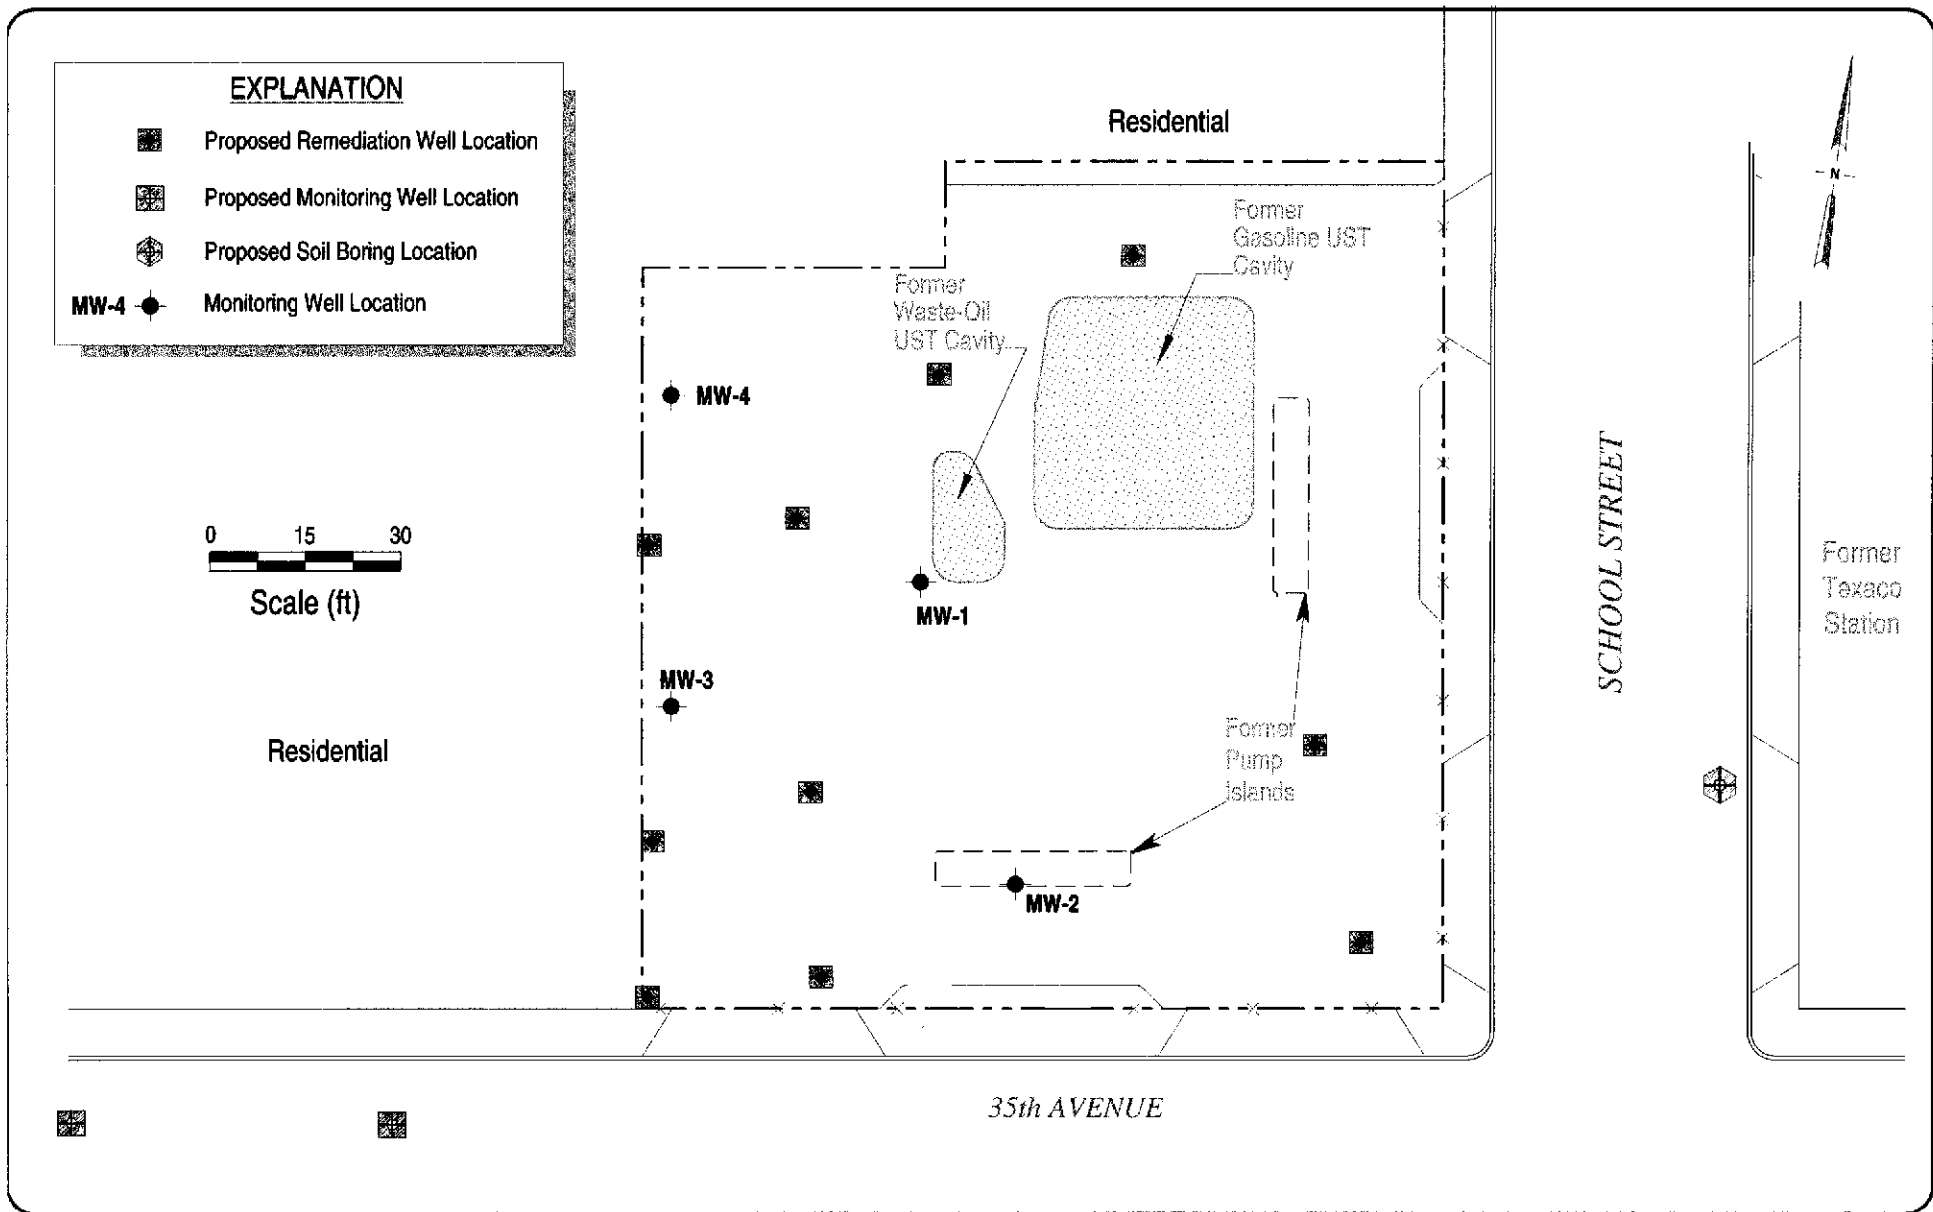 EXPLANATION
Proposed Remediation Well Location
Proposed Monitoring Well Location
Proposed Soil Boring Location
MW-4 Monitoring Well Location
Residential
N
Former
Gasoline UST
Cavity
Former
Waste-Oil
UST Cavity
MW-4
0 15 30
Scale (ft)
MW-1
SCHOOL STREET
Former
Texaco
Station
MW-3
Residential
Former
Pump
Islands
MW-2
35th AVENUE